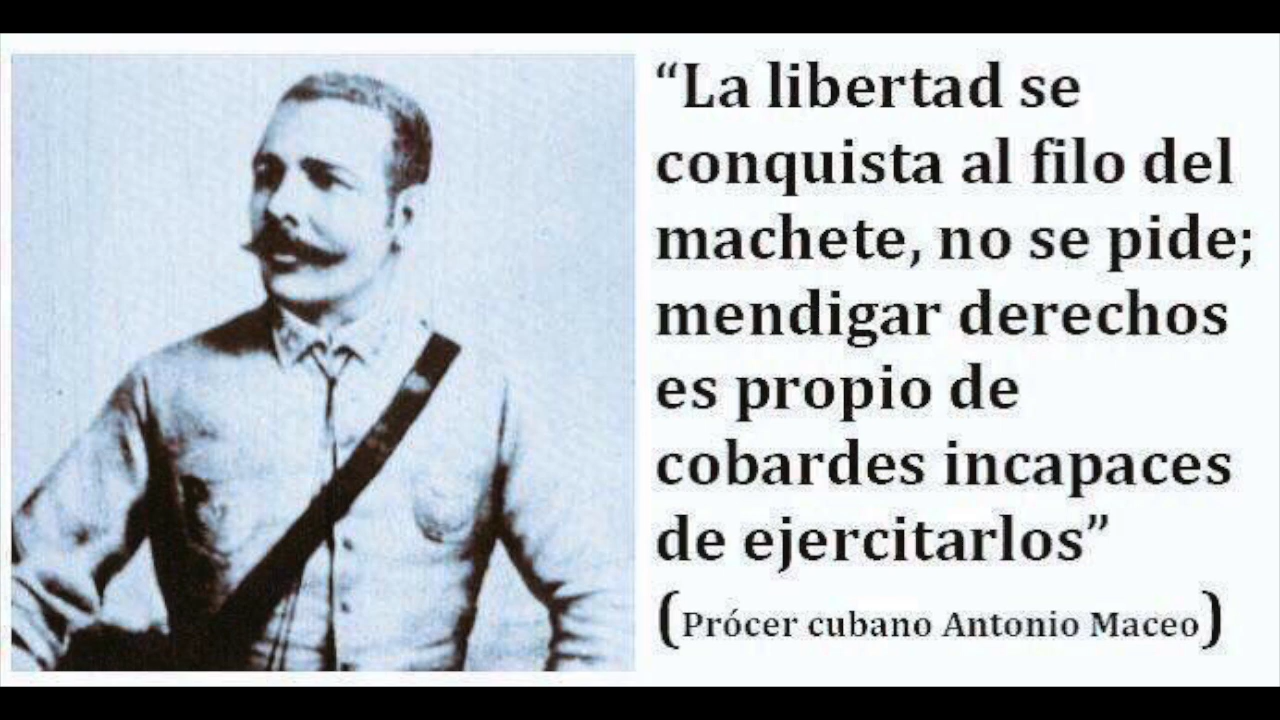 “La libertad se
conquista al filo del
machete, no se pide;
mendigar derechos
es propio de
cobardes incapaces
de ejercitarlos”
(Prócer cubano Antonio Maceo)